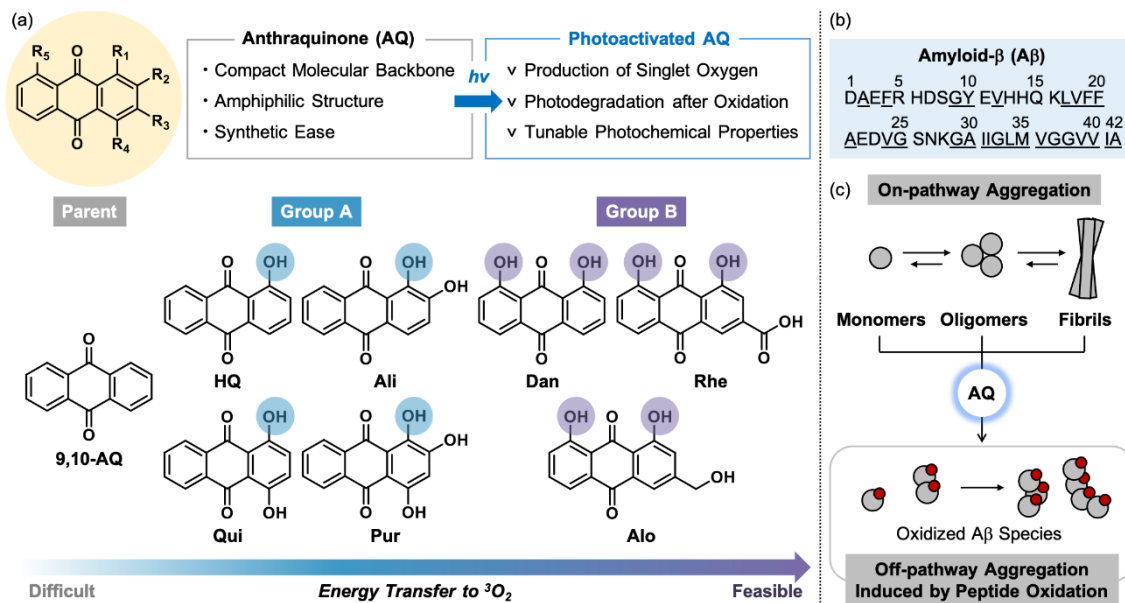 (a)
R5
O
R1
R2
R3
R4
O
Anthraquinone (AQ)
· Compact Molecular Backbone
· Amphiphilic Structure
· Synthetic Ease
hv
Photoactivated AQ
v Production of Singlet Oxygen
v Photodegradation after Oxidation
v Tunable Photochemical Properties
Parent
Group A
Group B
O
O
9,10-AQ
O OH
O
HQ
O OH
OH
O
Ali
O OH
O OH
Qui
O OH
OH
O OH
Pur
OH O OH
O
Dan
OH O OH
OH
O O
Rhe
OH O OH
OH
O
Alo
Difficult
Energy Transfer to ³O₂
Feasible
(b)
Amyloid-β (Aβ)
1 5 10 15 20
DAEFR HDSGY EVHHQ KLVFF
25 30 35 40 42
AEDVG SNKGA IIGLM VGGVV IA
(c)
On-pathway Aggregation
Monomers Oligomers Fibrils
AQ
Oxidized Aβ Species
Off-pathway Aggregation
Induced by Peptide Oxidation